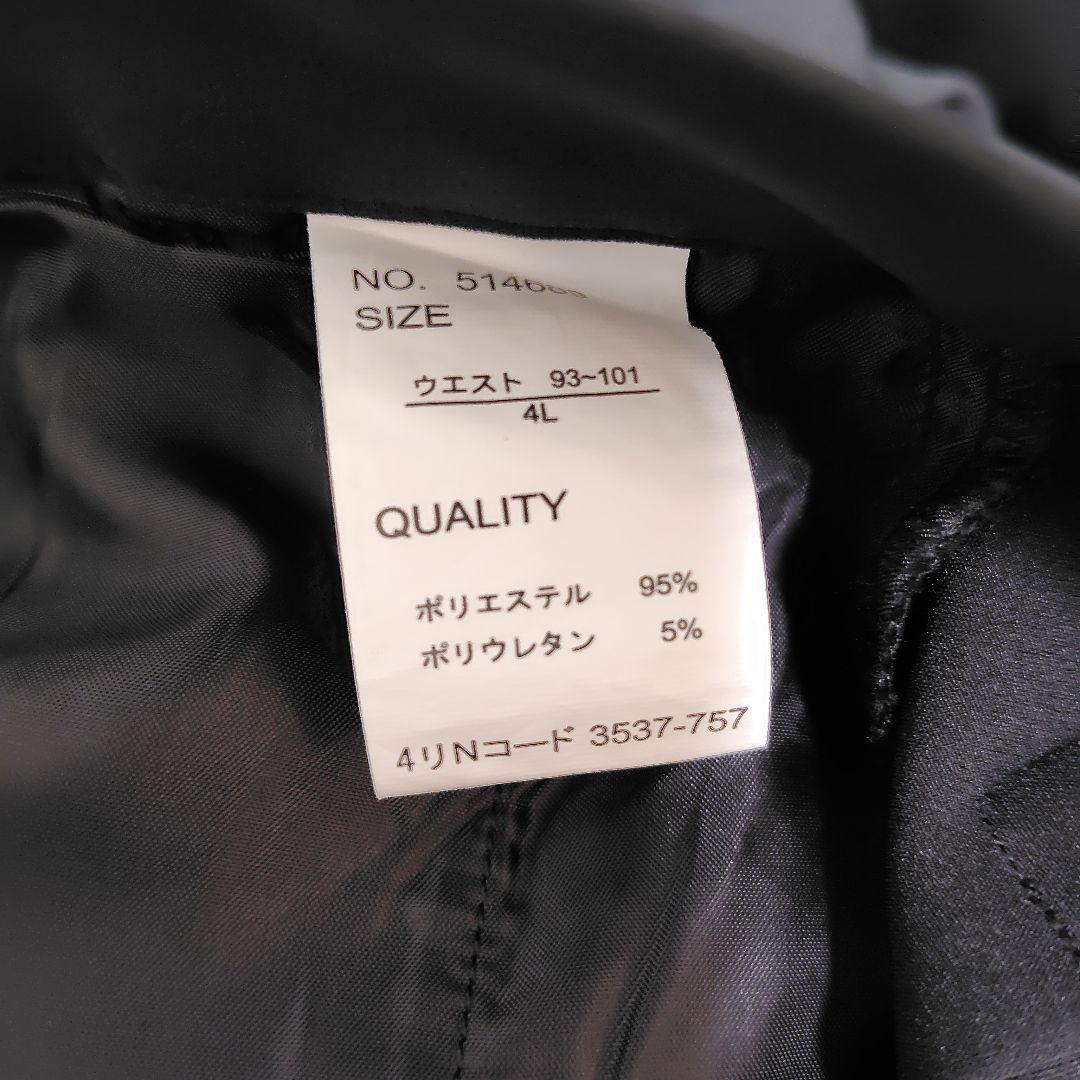 NO.
SIZE
ウエスト 93~101
4L
QUALITY
ポリエステル 95%
ポリウレタン 5%
4リNコード 3537-757